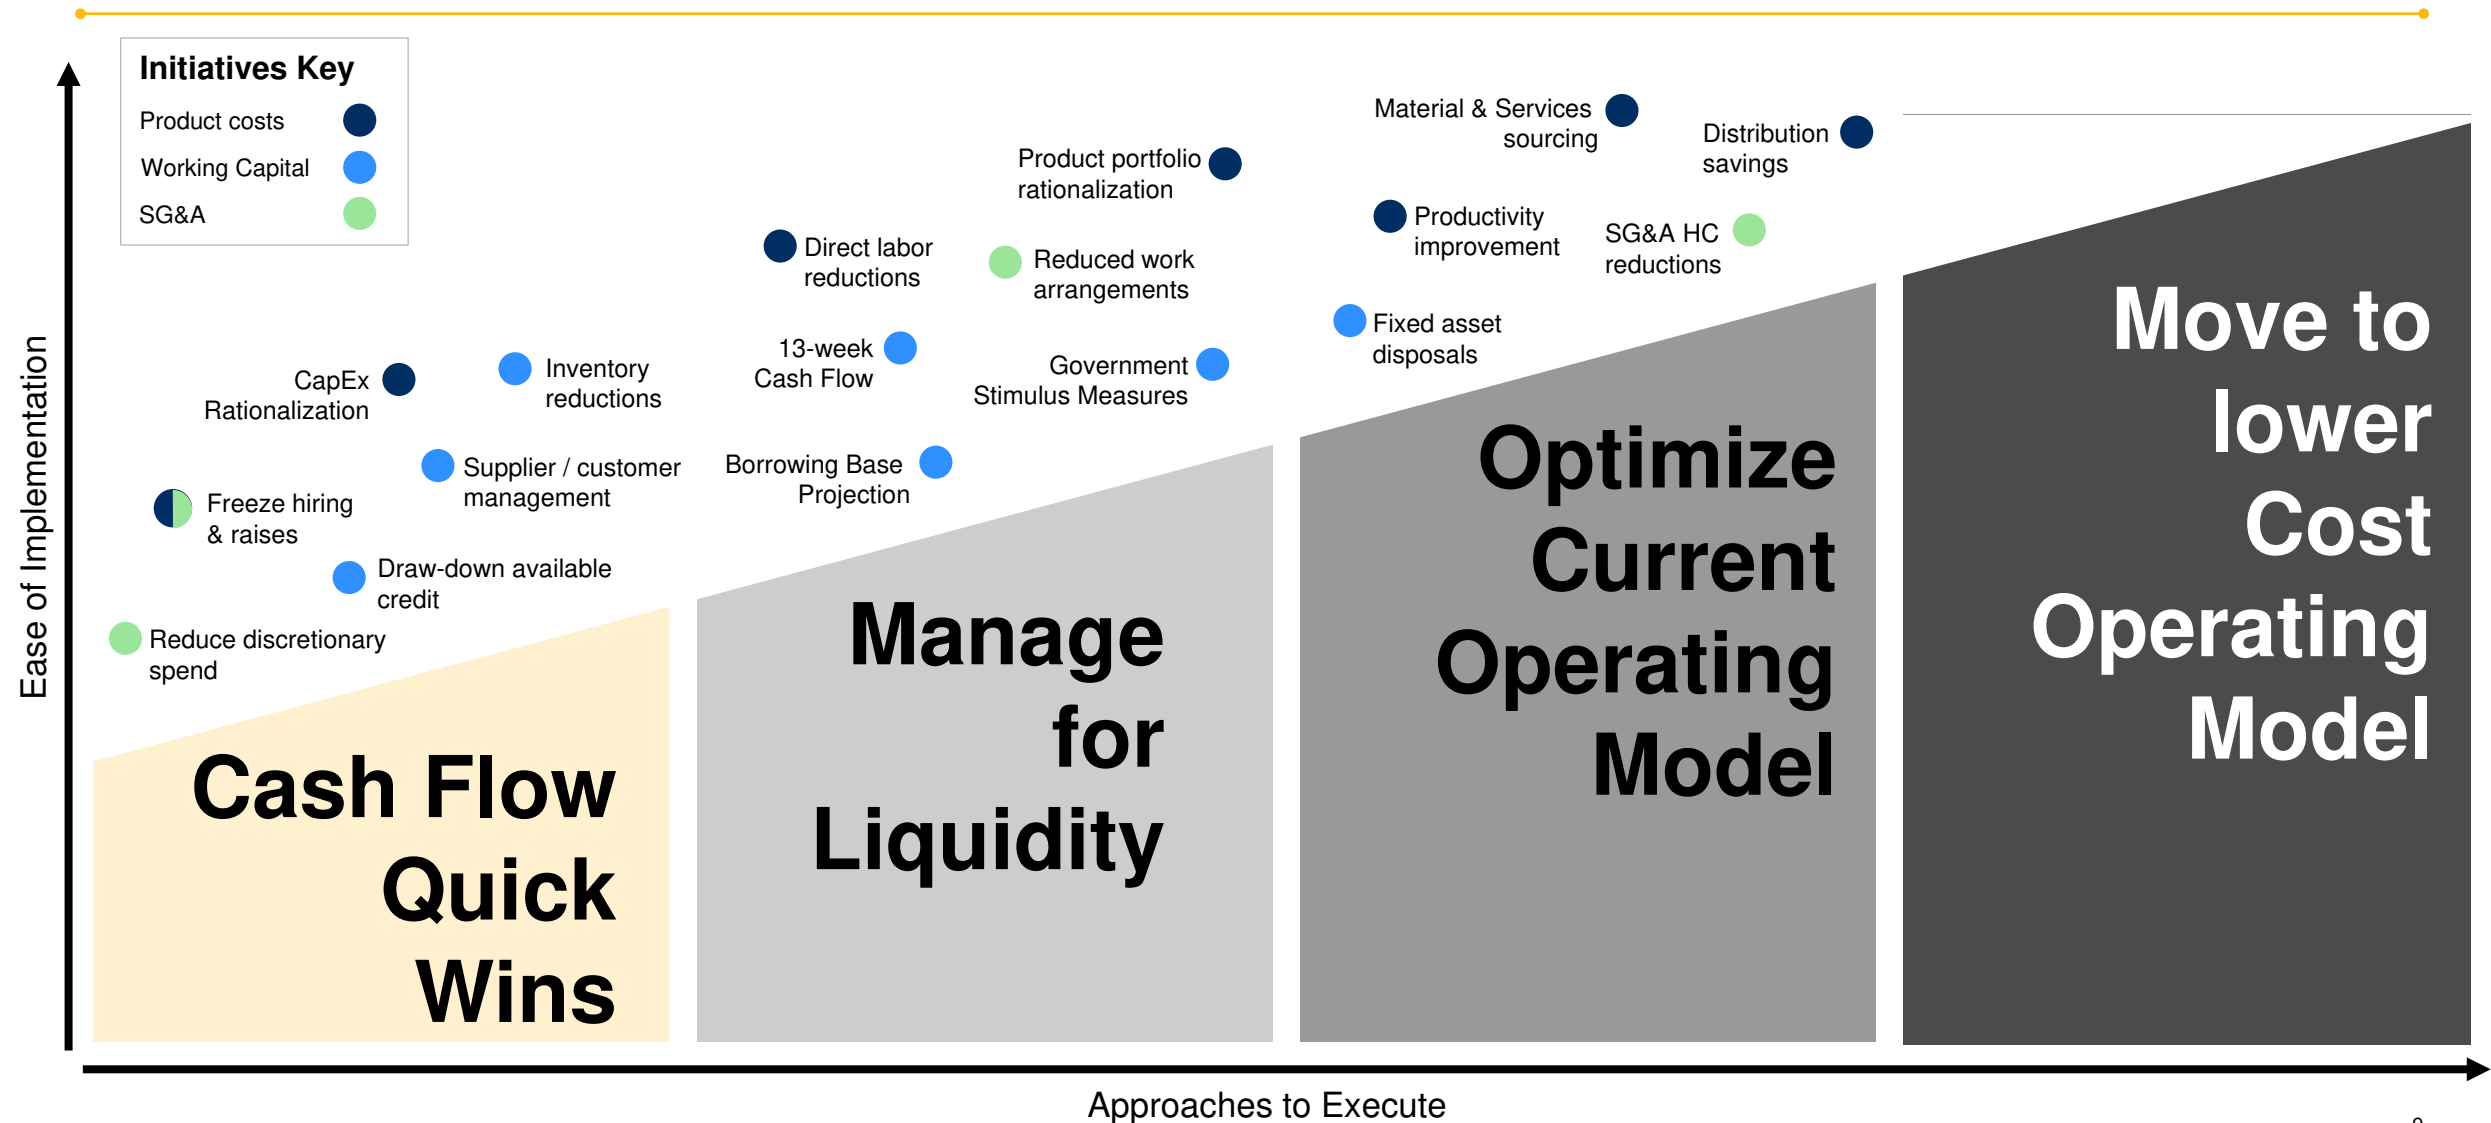 Initiatives Key
Product costs
Working Capital
SG&A
Ease of Implementation
Reduce discretionary
spend
Freeze hiring
& raises
Draw-down available
credit
CapEx
Rationalization
Supplier / customer
management
Inventory
reductions
Direct labor
reductions
13-week
Cash Flow
Borrowing Base
Projection
Product portfolio
rationalization
Reduced work
arrangements
Government
Stimulus Measures
Material & Services
sourcing
Distribution
savings
Productivity
improvement
SG&A HC
reductions
Fixed asset
disposals
Cash Flow
Quick
Wins
Manage
for
Liquidity
Optimize
Current
Operating
Model
Move to
lower
Cost
Operating
Model
Approaches to Execute